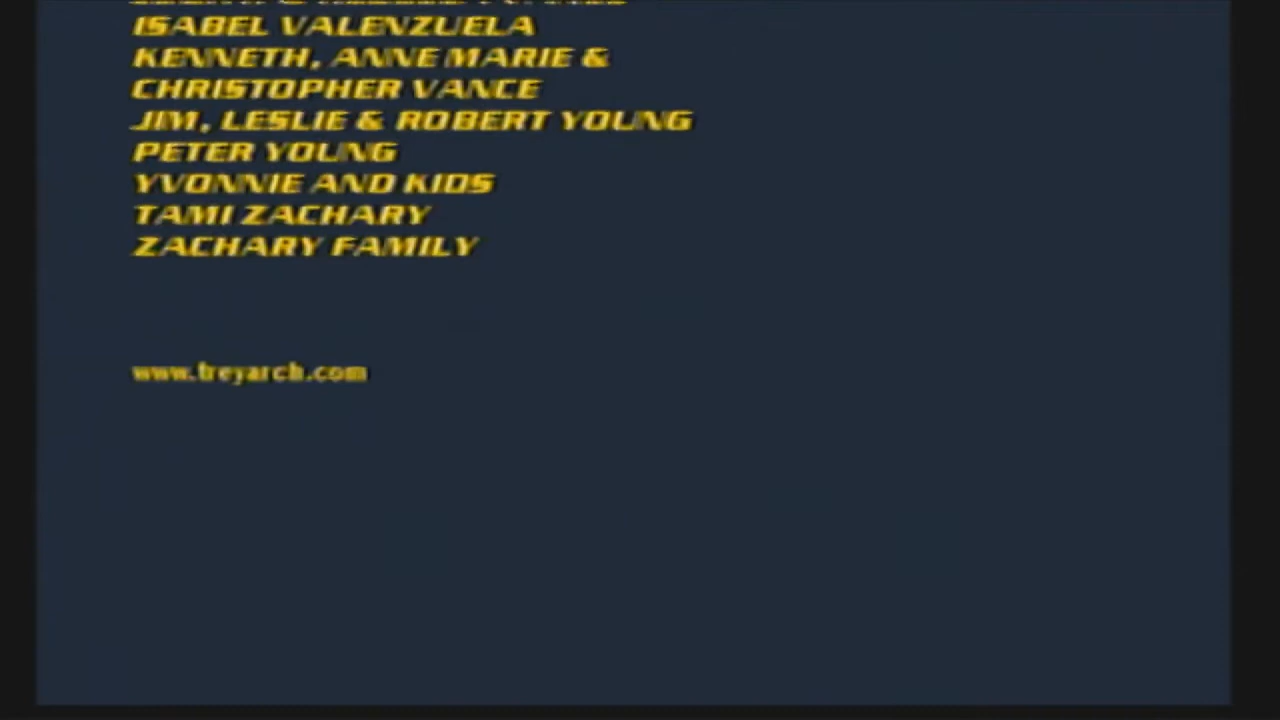 ISABEL VALENZUELA
KENNETH, ANNE MARIE &
CHRISTOPHER VANCE
JIM, LESLIE & ROBERT YOUNG
PETER YOUNG
YVONNIE AND KIDS
TAMI ZACHARY
ZACHARY FAMILY
www.treyarch.com